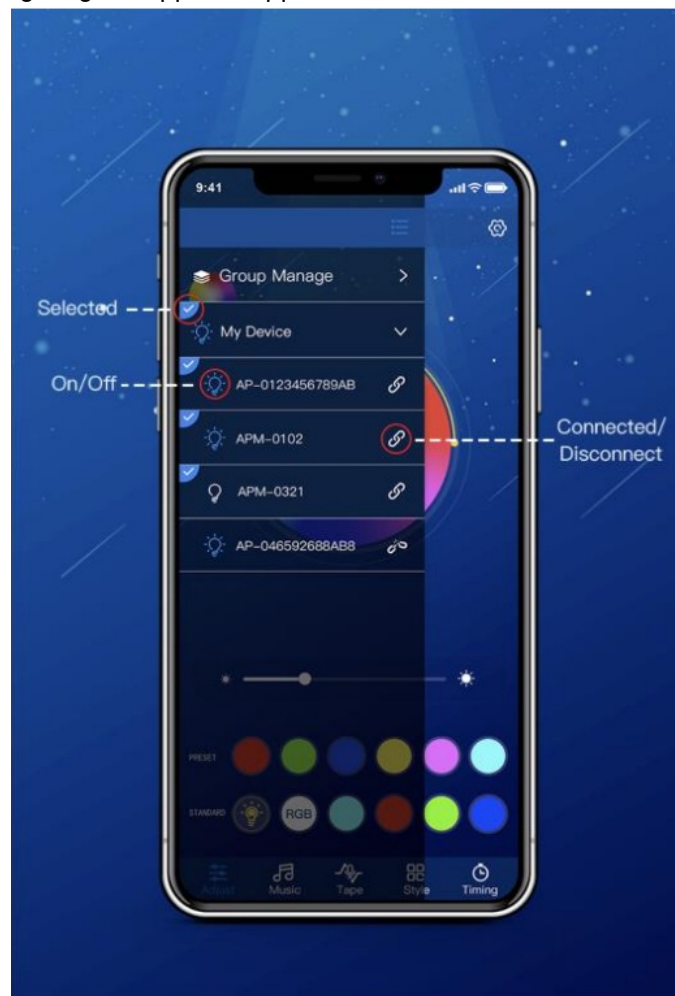 9:41
Group Manage
Selected
My Device
On/Off
AP-0123456789AB
APM-0102
Connected/
Disconnect
APM-0321
AP-046592688AB8
PRESET
STANDARD
RGB
Adjust
Music
Tape
Style
Timing